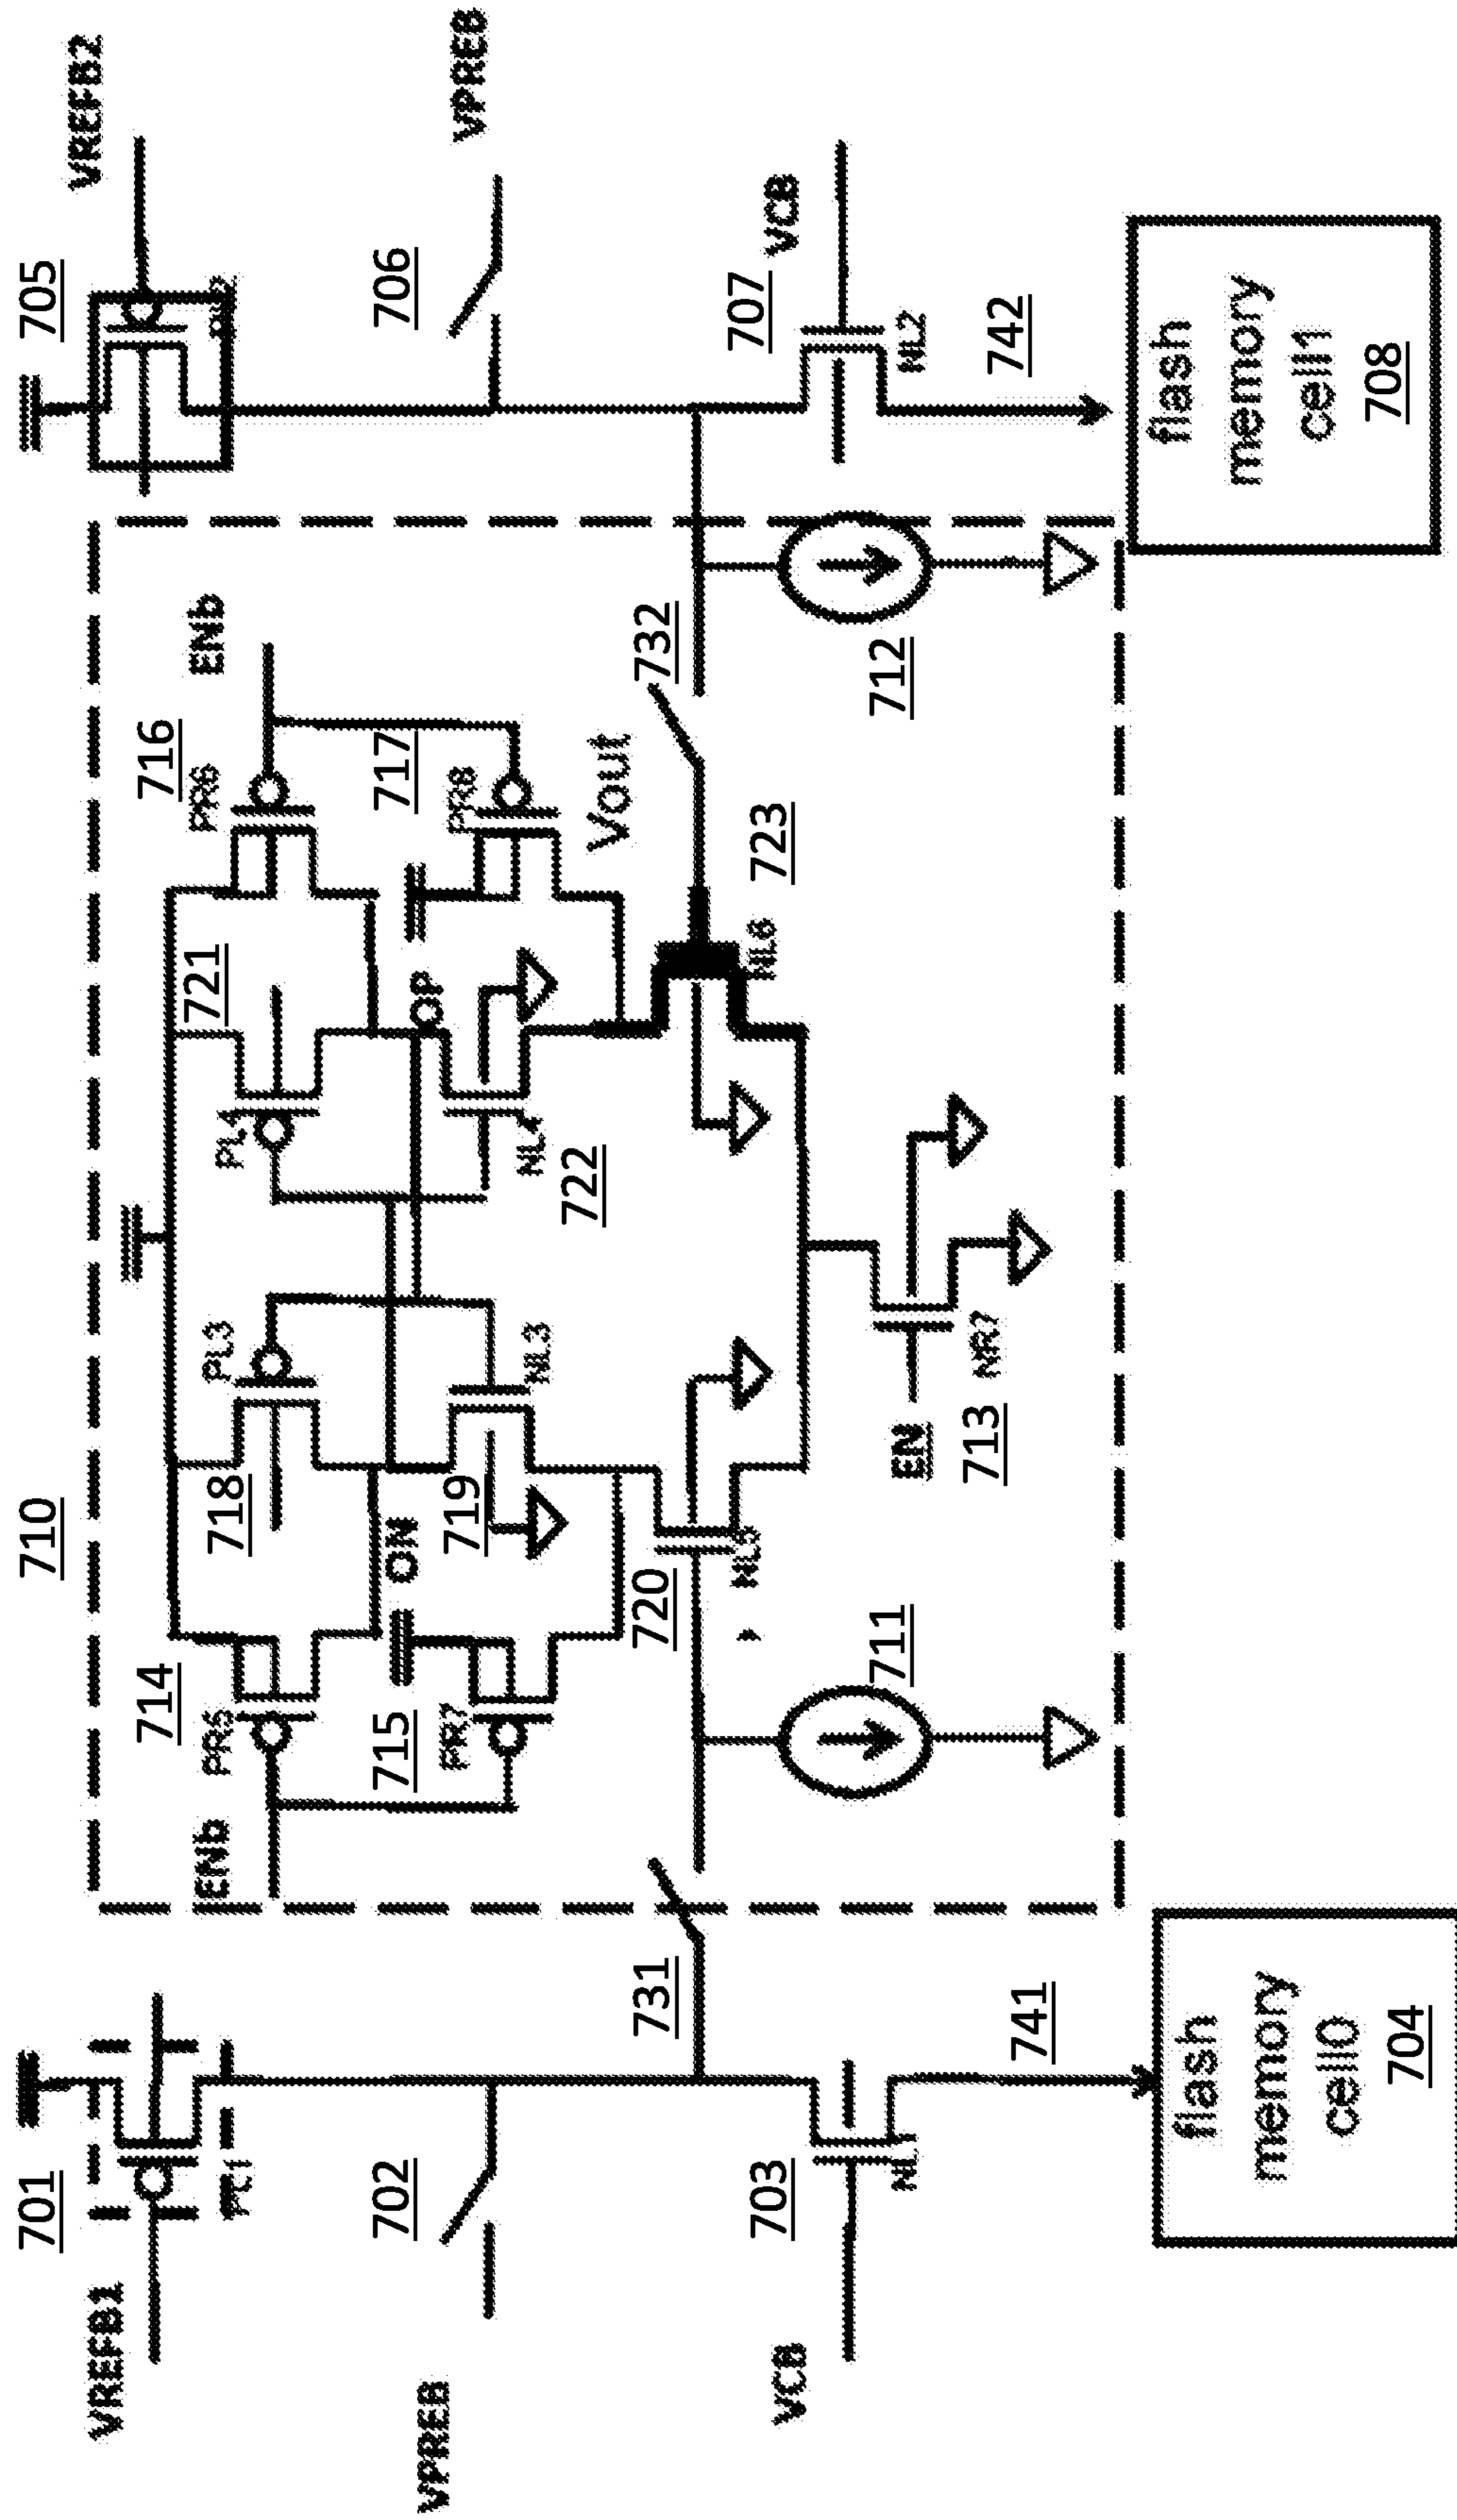 701
710
705
VREFB1
VREFB2
PL1
ENb
714
PR5
718
PL3
PL4
721
716
PR6
ENb
702
VPREB
715
PR7
ON
719
NL3
OP
NL4
722
717
PR8
Vout
706
VPREB
731
720
NL5
NL6
723
732
VCB
703
NL1
711
EN
713
NR7
712
707
NL2
VCB
741
742
flash
memory
cell0
704
flash
memory
cell1
708